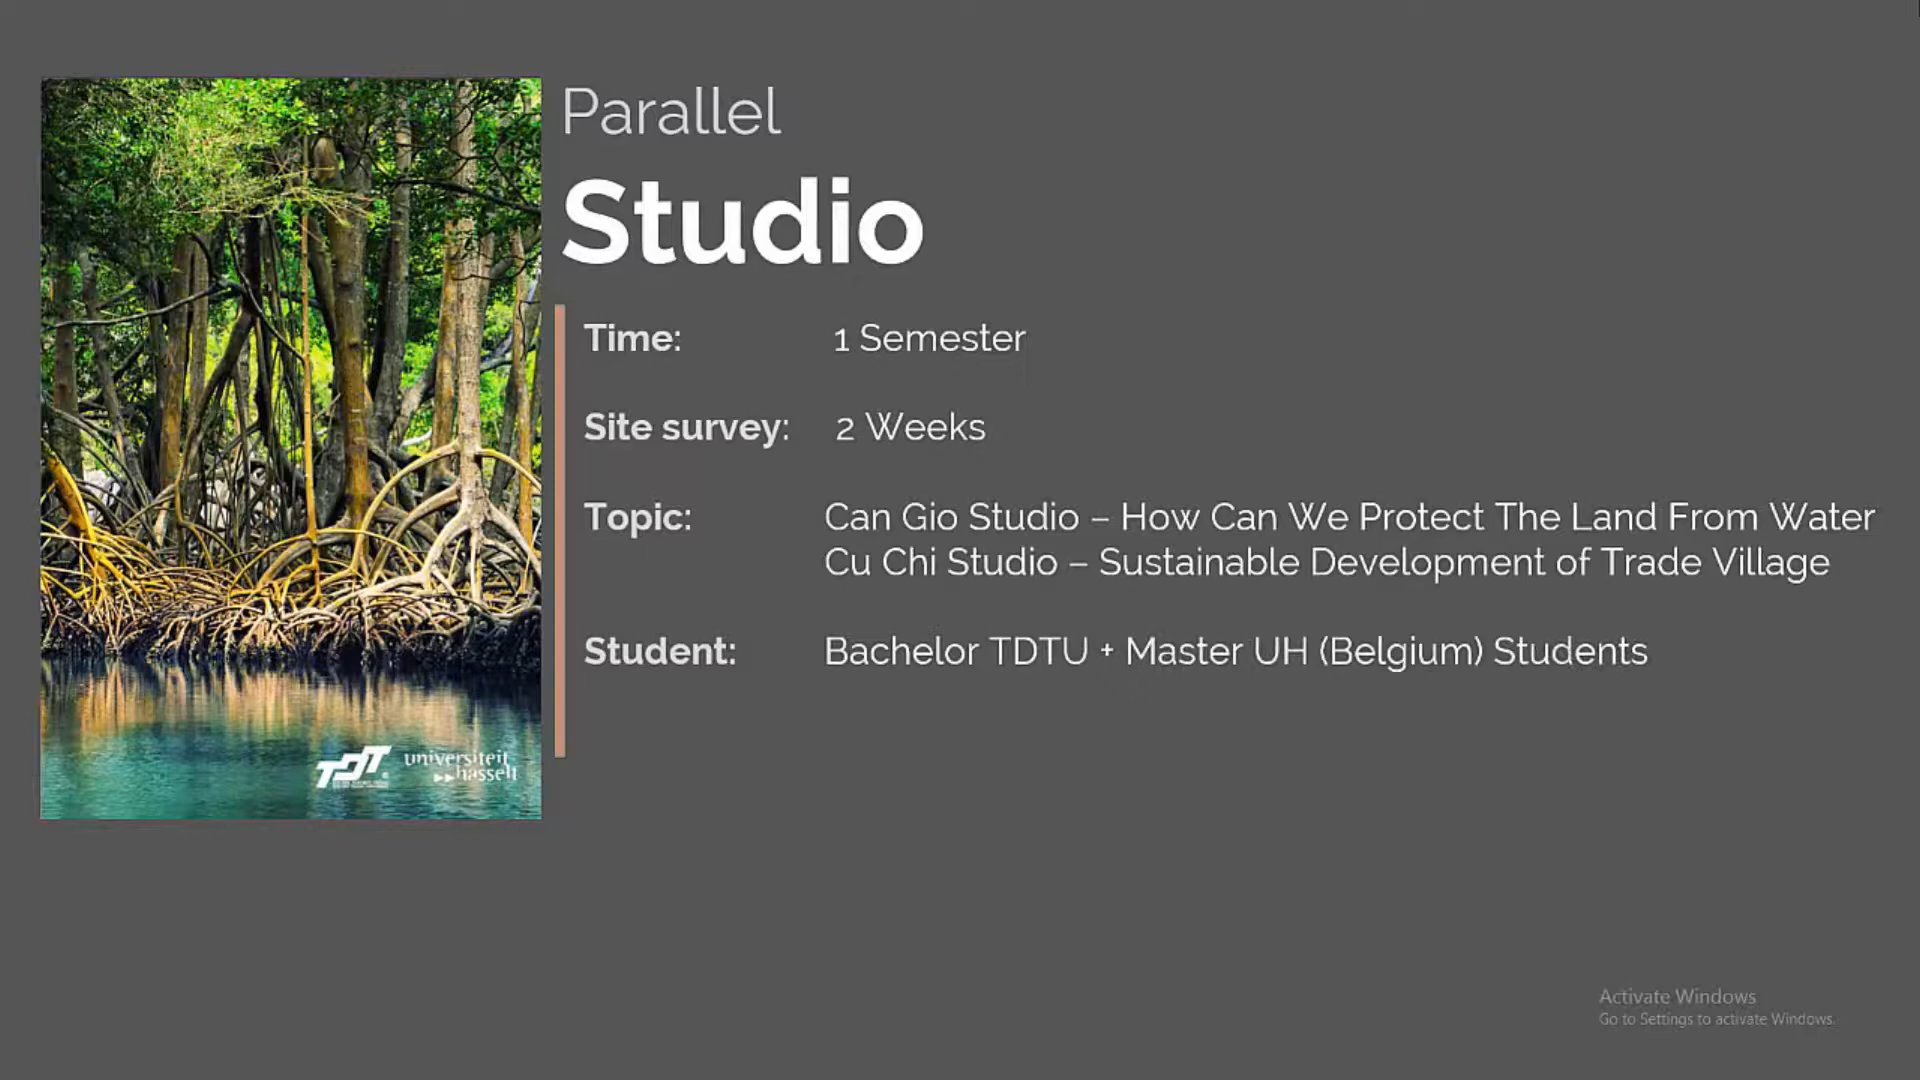 Parallel
Studio
Time: 1 Semester
Site survey: 2 Weeks
Topic: Can Gio Studio – How Can We Protect The Land From Water
Cu Chi Studio – Sustainable Development of Trade Village
Student: Bachelor TDTU + Master UH (Belgium) Students
TDT
universiteit
hasselt
Activate Windows
Go to Settings to activate Windows.